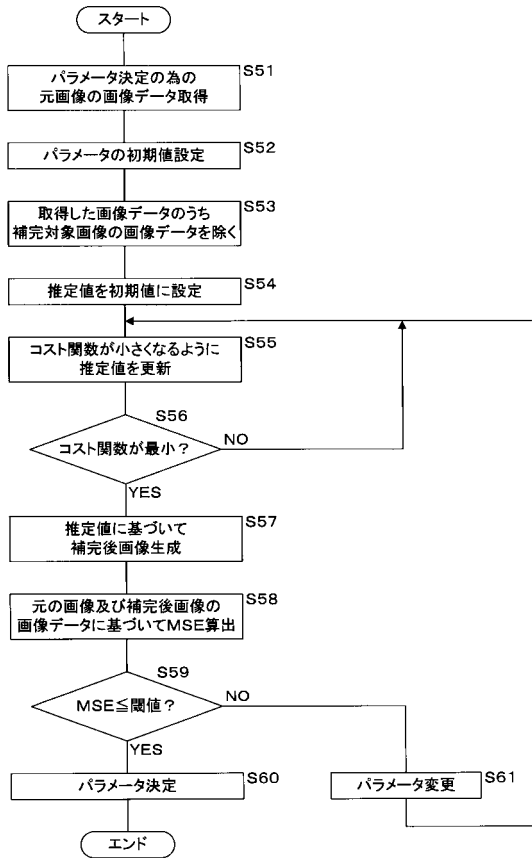 スタート
パラメータ決定の為の
元画像の画像データ取得
S51
パラメータの初期値設定
S52
取得した画像データのうち
補完対象画像の画像データを除く
S53
推定値を初期値に設定
S54
コスト関数が小さくなるように
推定値を更新
S55
S56
コスト関数が最小?
NO
YES
推定値に基づいて
補完後画像生成
S57
元の画像及び補完後画像の
画像データに基づいてMSE算出
S58
S59
MSE≦閾値?
NO
YES
パラメータ決定
S60
パラメータ変更
S61
エンド